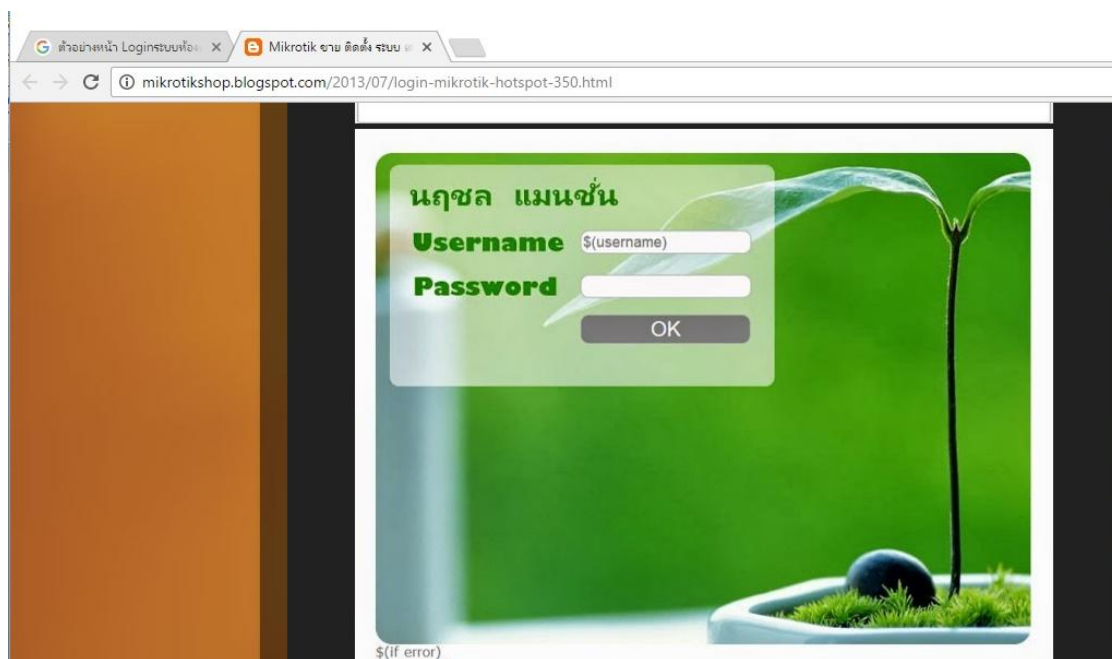 ตัวอย่างหน้า Loginระบบห้อง
Mikrotik ขาย ติดตั้ง ระบบ
mikrotikshop.blogspot.com/2013/07/login-mikrotik-hotspot-350.html
นฤชล แมนชั่น
Username $(username)
Password
OK
$(if error)